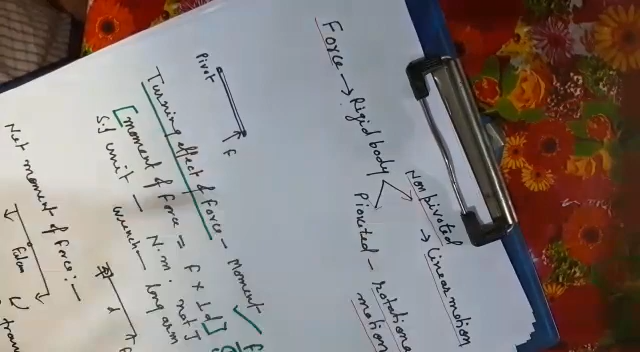 Force → Rigid body
Non pivoted → Linear motion
Pivoted - rotational motion
Pivot
F
Turning effect of force - Moment
[moment of force = F x ⊥d]
S.I unit - N.m. not J
wrench - long arm
d
Net moment of force:-